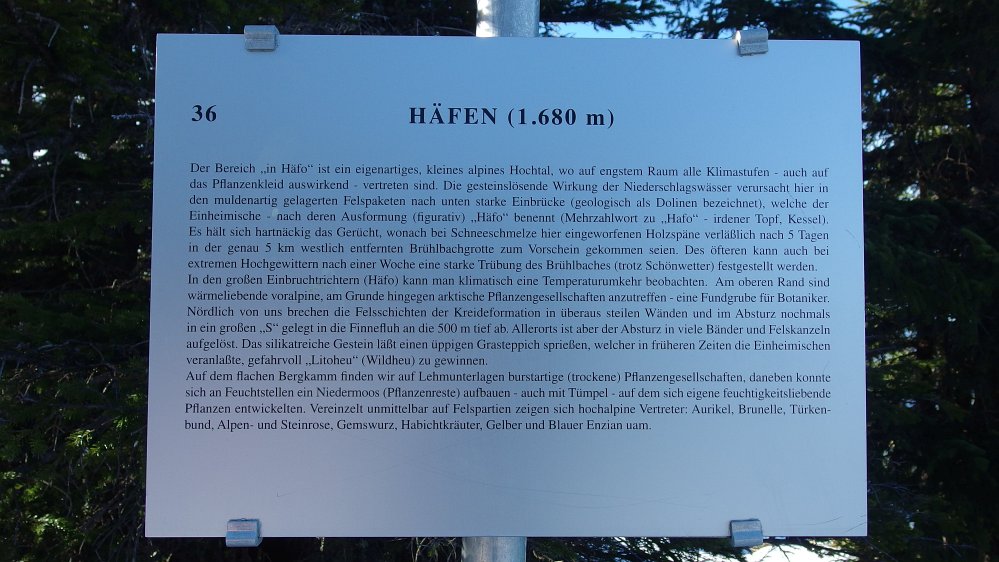 36 HÄFEN (1.680 m)
Der Bereich „in Häfo“ ist ein eigenartiges, kleines alpines Hochtal, wo auf engstem Raum alle Klimastufen - auch auf
das Pflanzenkleid auswirkend - vertreten sind. Die gesteinslösende Wirkung der Niederschlagswässer verursacht hier in
den muldenartig gelagerten Felspaketen nach unten starke Einbrücke (geologisch als Dolinen bezeichnet), welche der
Einheimische - nach deren Ausformung (figurativ) „Häfo“ benennt (Mehrzahlwort zu „Hafo“ - irdener Topf, Kessel).
Es hält sich hartnäckig das Gerücht, wonach bei Schneeschmelze hier eingeworfenen Holzspäne verläßlich nach 5 Tagen
in der genau 5 km westlich entfernten Brühlbachgrotte zum Vorschein gekommen seien. Des öfteren kann auch bei
extremen Hochgewittern nach einer Woche eine starke Trübung des Brühlbaches (trotz Schönwetter) festgestellt werden.
In den großen Einbruchtrichtern (Häfo) kann man klimatisch eine Temperaturumkehr beobachten. Am oberen Rand sind
wärmeliebende voralpine, am Grunde hingegen arktische Pflanzengesellschaften anzutreffen - eine Fundgrube für Botaniker.
Nördlich von uns brechen die Felsschichten der Kreideformation in überaus steilen Wänden und im Absturz nochmals
in ein großen „S“ gelegt in die Finnefluh an die 500 m tief ab. Allerorts ist aber der Absturz in viele Bänder und Felskanzeln
aufgelöst. Das silikatreiche Gestein läßt einen üppigen Grasteppich sprießen, welcher in früheren Zeiten die Einheimischen
veranlaßte, gefahrvoll „Litoheu“ (Wildheu) zu gewinnen.
Auf dem flachen Bergkamm finden wir auf Lehmunterlagen burstartige (trockene) Pflanzengesellschaften, daneben konnte
sich an Feuchtstellen ein Niedermoos (Pflanzenreste) aufbauen - auch mit Tümpel - auf dem sich eigene feuchtigkeitsliebende
Pflanzen entwickelten. Vereinzelt unmittelbar auf Felspartien zeigen sich hochalpine Vertreter: Aurikel, Brunelle, Türken-
bund, Alpen- und Steinrose, Gemswurz, Habichtkräuter, Gelber und Blauer Enzian uam.